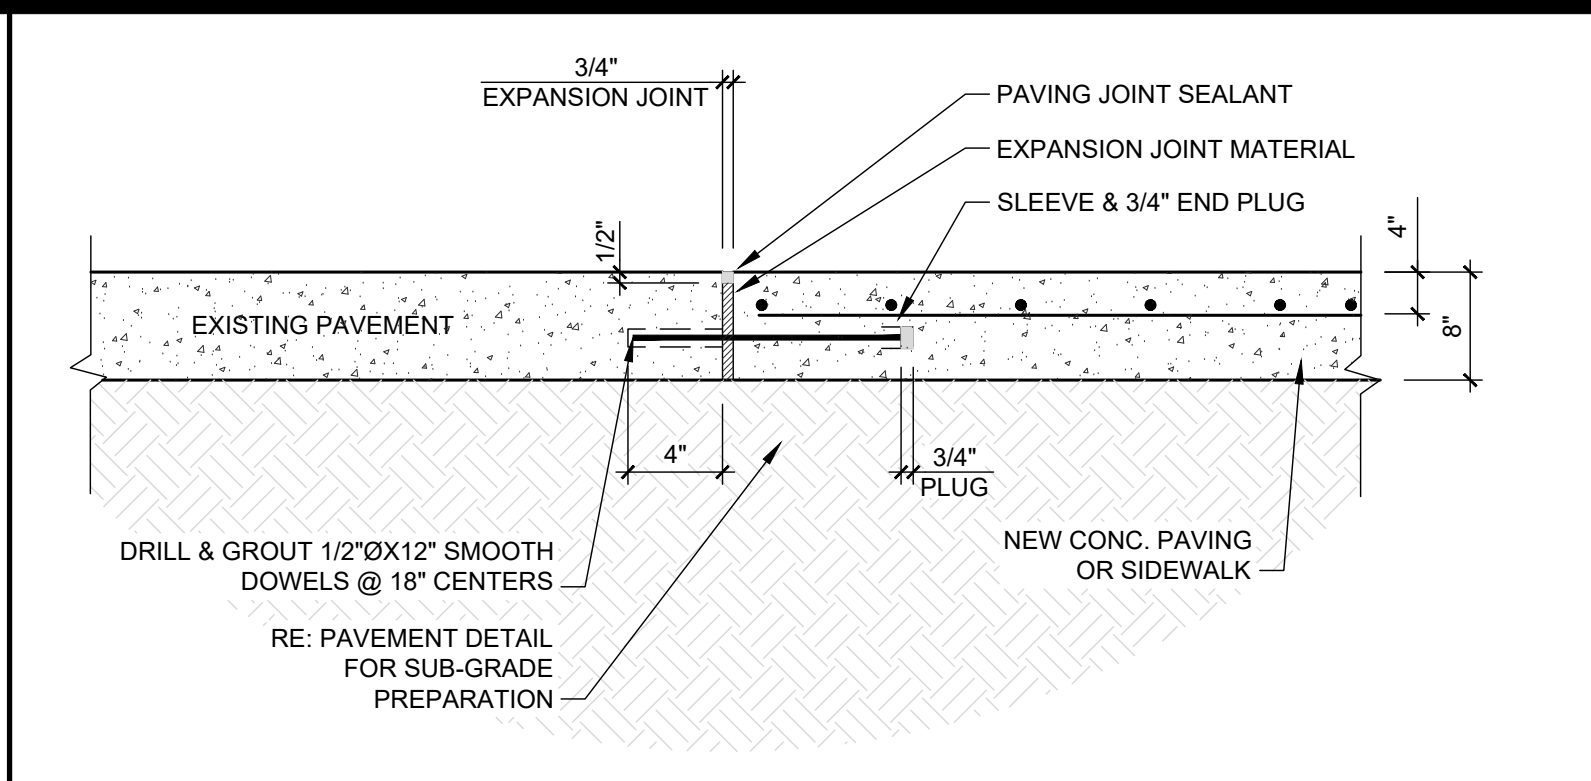 3/4"
EXPANSION JOINT
PAVING JOINT SEALANT
EXPANSION JOINT MATERIAL
SLEEVE & 3/4" END PLUG
1/2"
4"
EXISTING PAVEMENT
8"
4"
3/4"
PLUG
DRILL & GROUT 1/2"ØX12" SMOOTH
DOWELS @ 18" CENTERS
NEW CONC. PAVING
OR SIDEWALK
RE: PAVEMENT DETAIL
FOR SUB-GRADE
PREPARATION